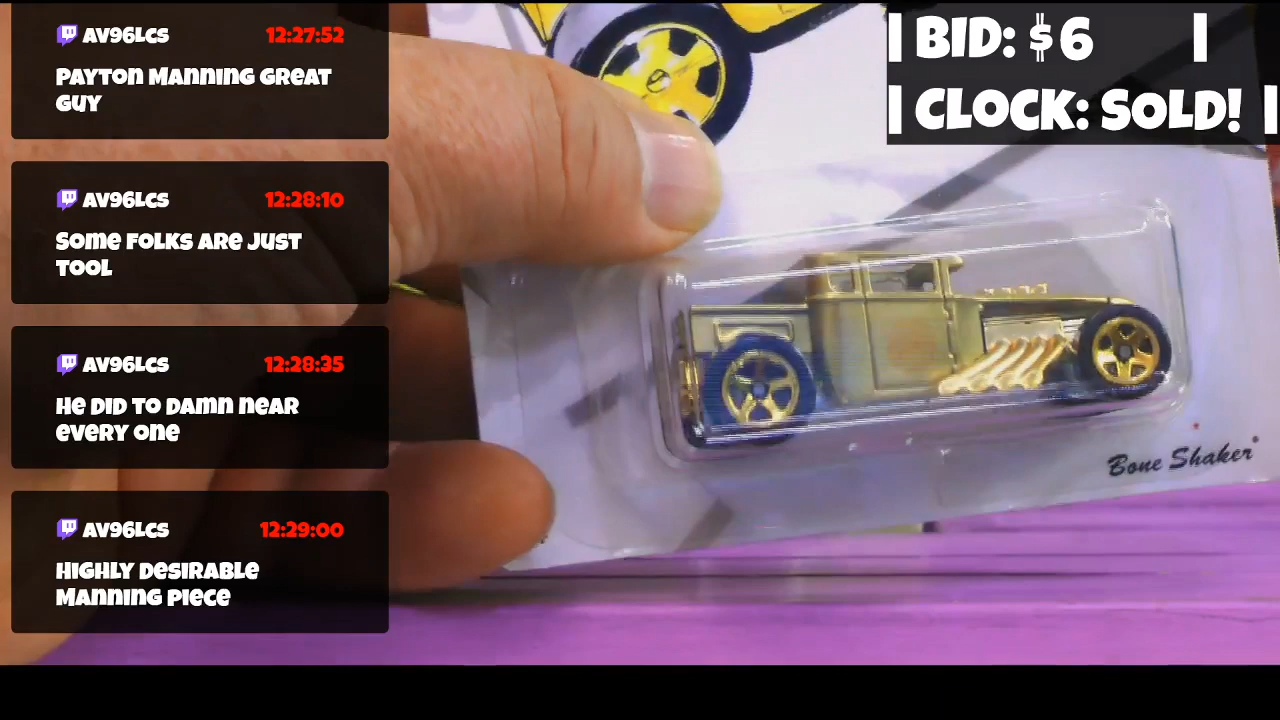 AV96LCS 12:27:52
PAYTON MANNING GREAT
GUY
AV96LCS 12:28:10
SOME FOLKS ARE JUST
TOOL
AV96LCS 12:28:35
HE DID TO DAMN NEAR
EVERY ONE
AV96LCS 12:29:00
HIGHLY DESIRABLE
MANNING PIECE
| BID: $6 |
| CLOCK: SOLD! |
Bone Shaker